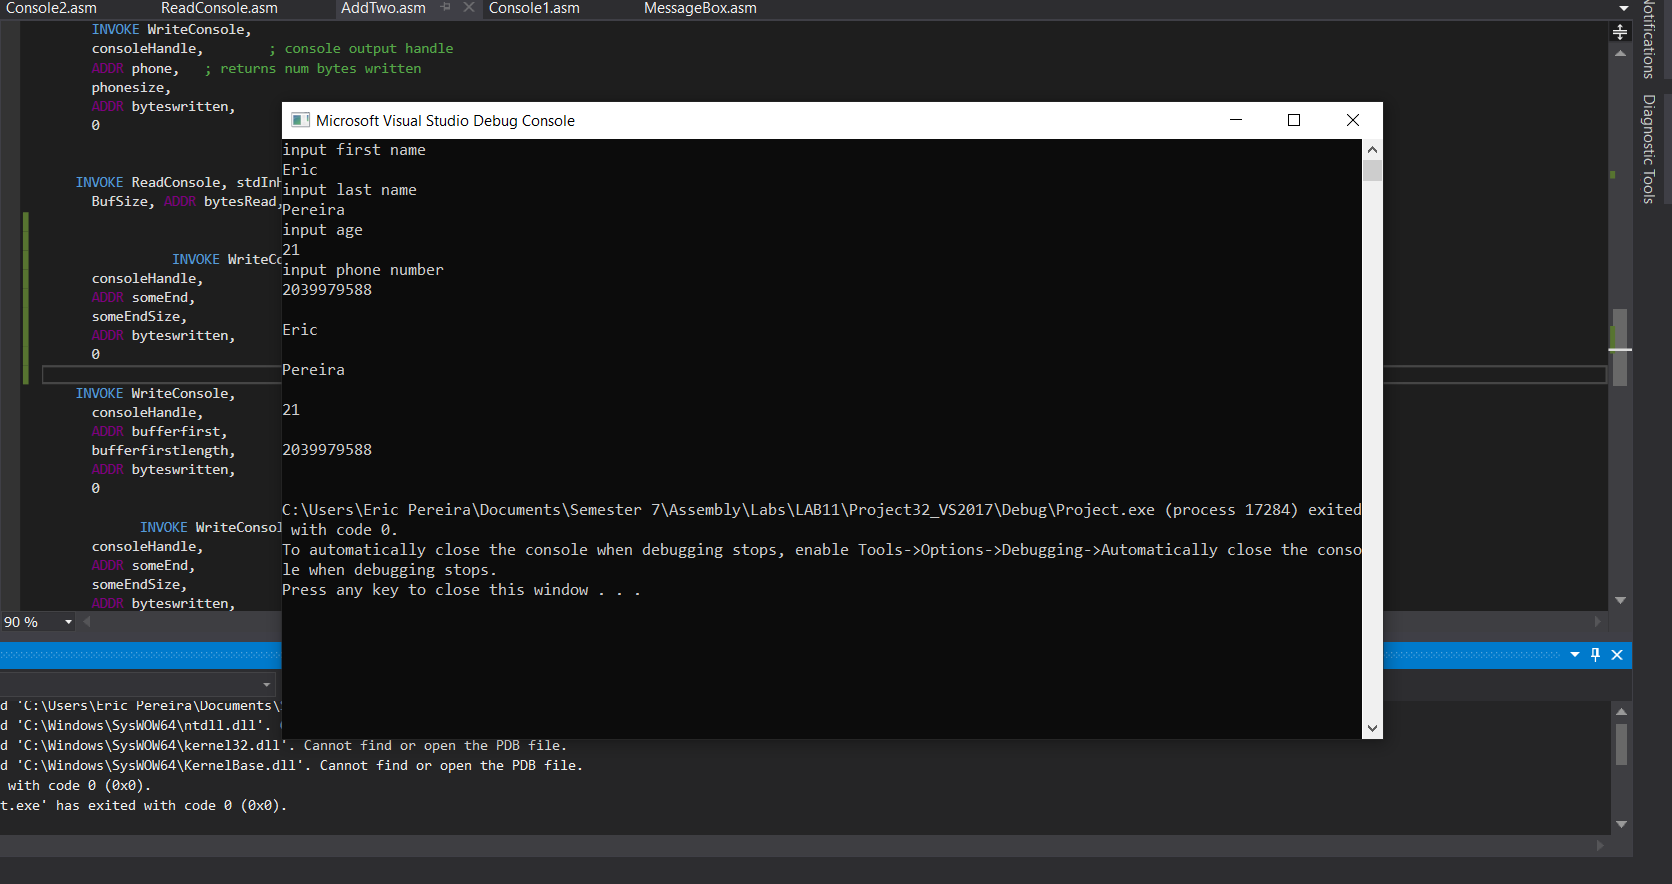 Console2.asm ReadConsole.asm AddTwo.asm Console1.asm MessageBox.asm
INVOKE WriteConsole,
consoleHandle, ; console output handle
ADDR phone, ; returns num bytes written
phonesize,
ADDR byteswritten,
0
INVOKE ReadConsole, stdInH
BufSize, ADDR bytesRead,
INVOKE WriteCo
consoleHandle,
ADDR someEnd,
someEndSize,
ADDR byteswritten,
0
INVOKE WriteConsole,
consoleHandle,
ADDR bufferfirst,
bufferfirstlength,
ADDR byteswritten,
0
INVOKE WriteConsol
consoleHandle,
ADDR someEnd,
someEndSize,
ADDR byteswritten,
90 %
Microsoft Visual Studio Debug Console
input first name
Eric
input last name
Pereira
input age
21
input phone number
2039979588
Eric
Pereira
21
2039979588
C:\Users\Eric Pereira\Documents\Semester 7\Assembly\Labs\LAB11\Project32_VS2017\Debug\Project.exe (process 17284) exited
with code 0.
To automatically close the console when debugging stops, enable Tools->Options->Debugging->Automatically close the conso
le when debugging stops.
Press any key to close this window . . .
d 'C:\Users\Eric Pereira\Documents\
d 'C:\Windows\SysWOW64\ntdll.dll'.
d 'C:\Windows\SysWOW64\kernel32.dll'. Cannot find or open the PDB file.
d 'C:\Windows\SysWOW64\KernelBase.dll'. Cannot find or open the PDB file.
with code 0 (0x0).
t.exe' has exited with code 0 (0x0).
Notifications
Diagnostic Tools